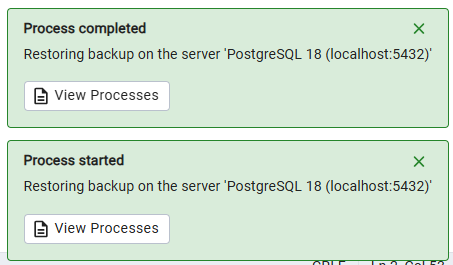 Process completed
Restoring backup on the server 'PostgreSQL 18 (localhost:5432)'
View Processes
Process started
Restoring backup on the server 'PostgreSQL 18 (localhost:5432)'
View Processes